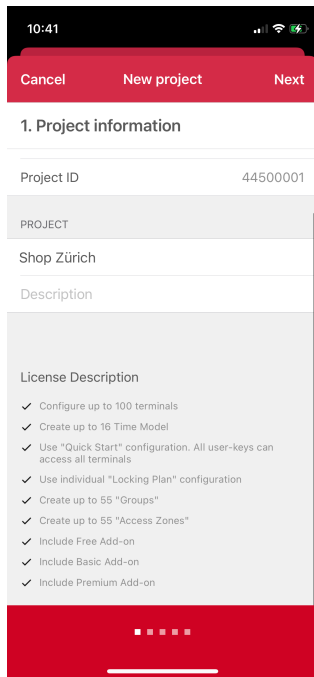 10:41
Cancel New project Next
1. Project information
Project ID 44500001
PROJECT
Shop Zürich
Description
License Description
Configure up to 100 terminals
Create up to 16 Time Model
Use "Quick Start" configuration. All user-keys can
access all terminals
Use individual "Locking Plan" configuration
Create up to 55 "Groups"
Create up to 55 "Access Zones"
Include Free Add-on
Include Basic Add-on
Include Premium Add-on